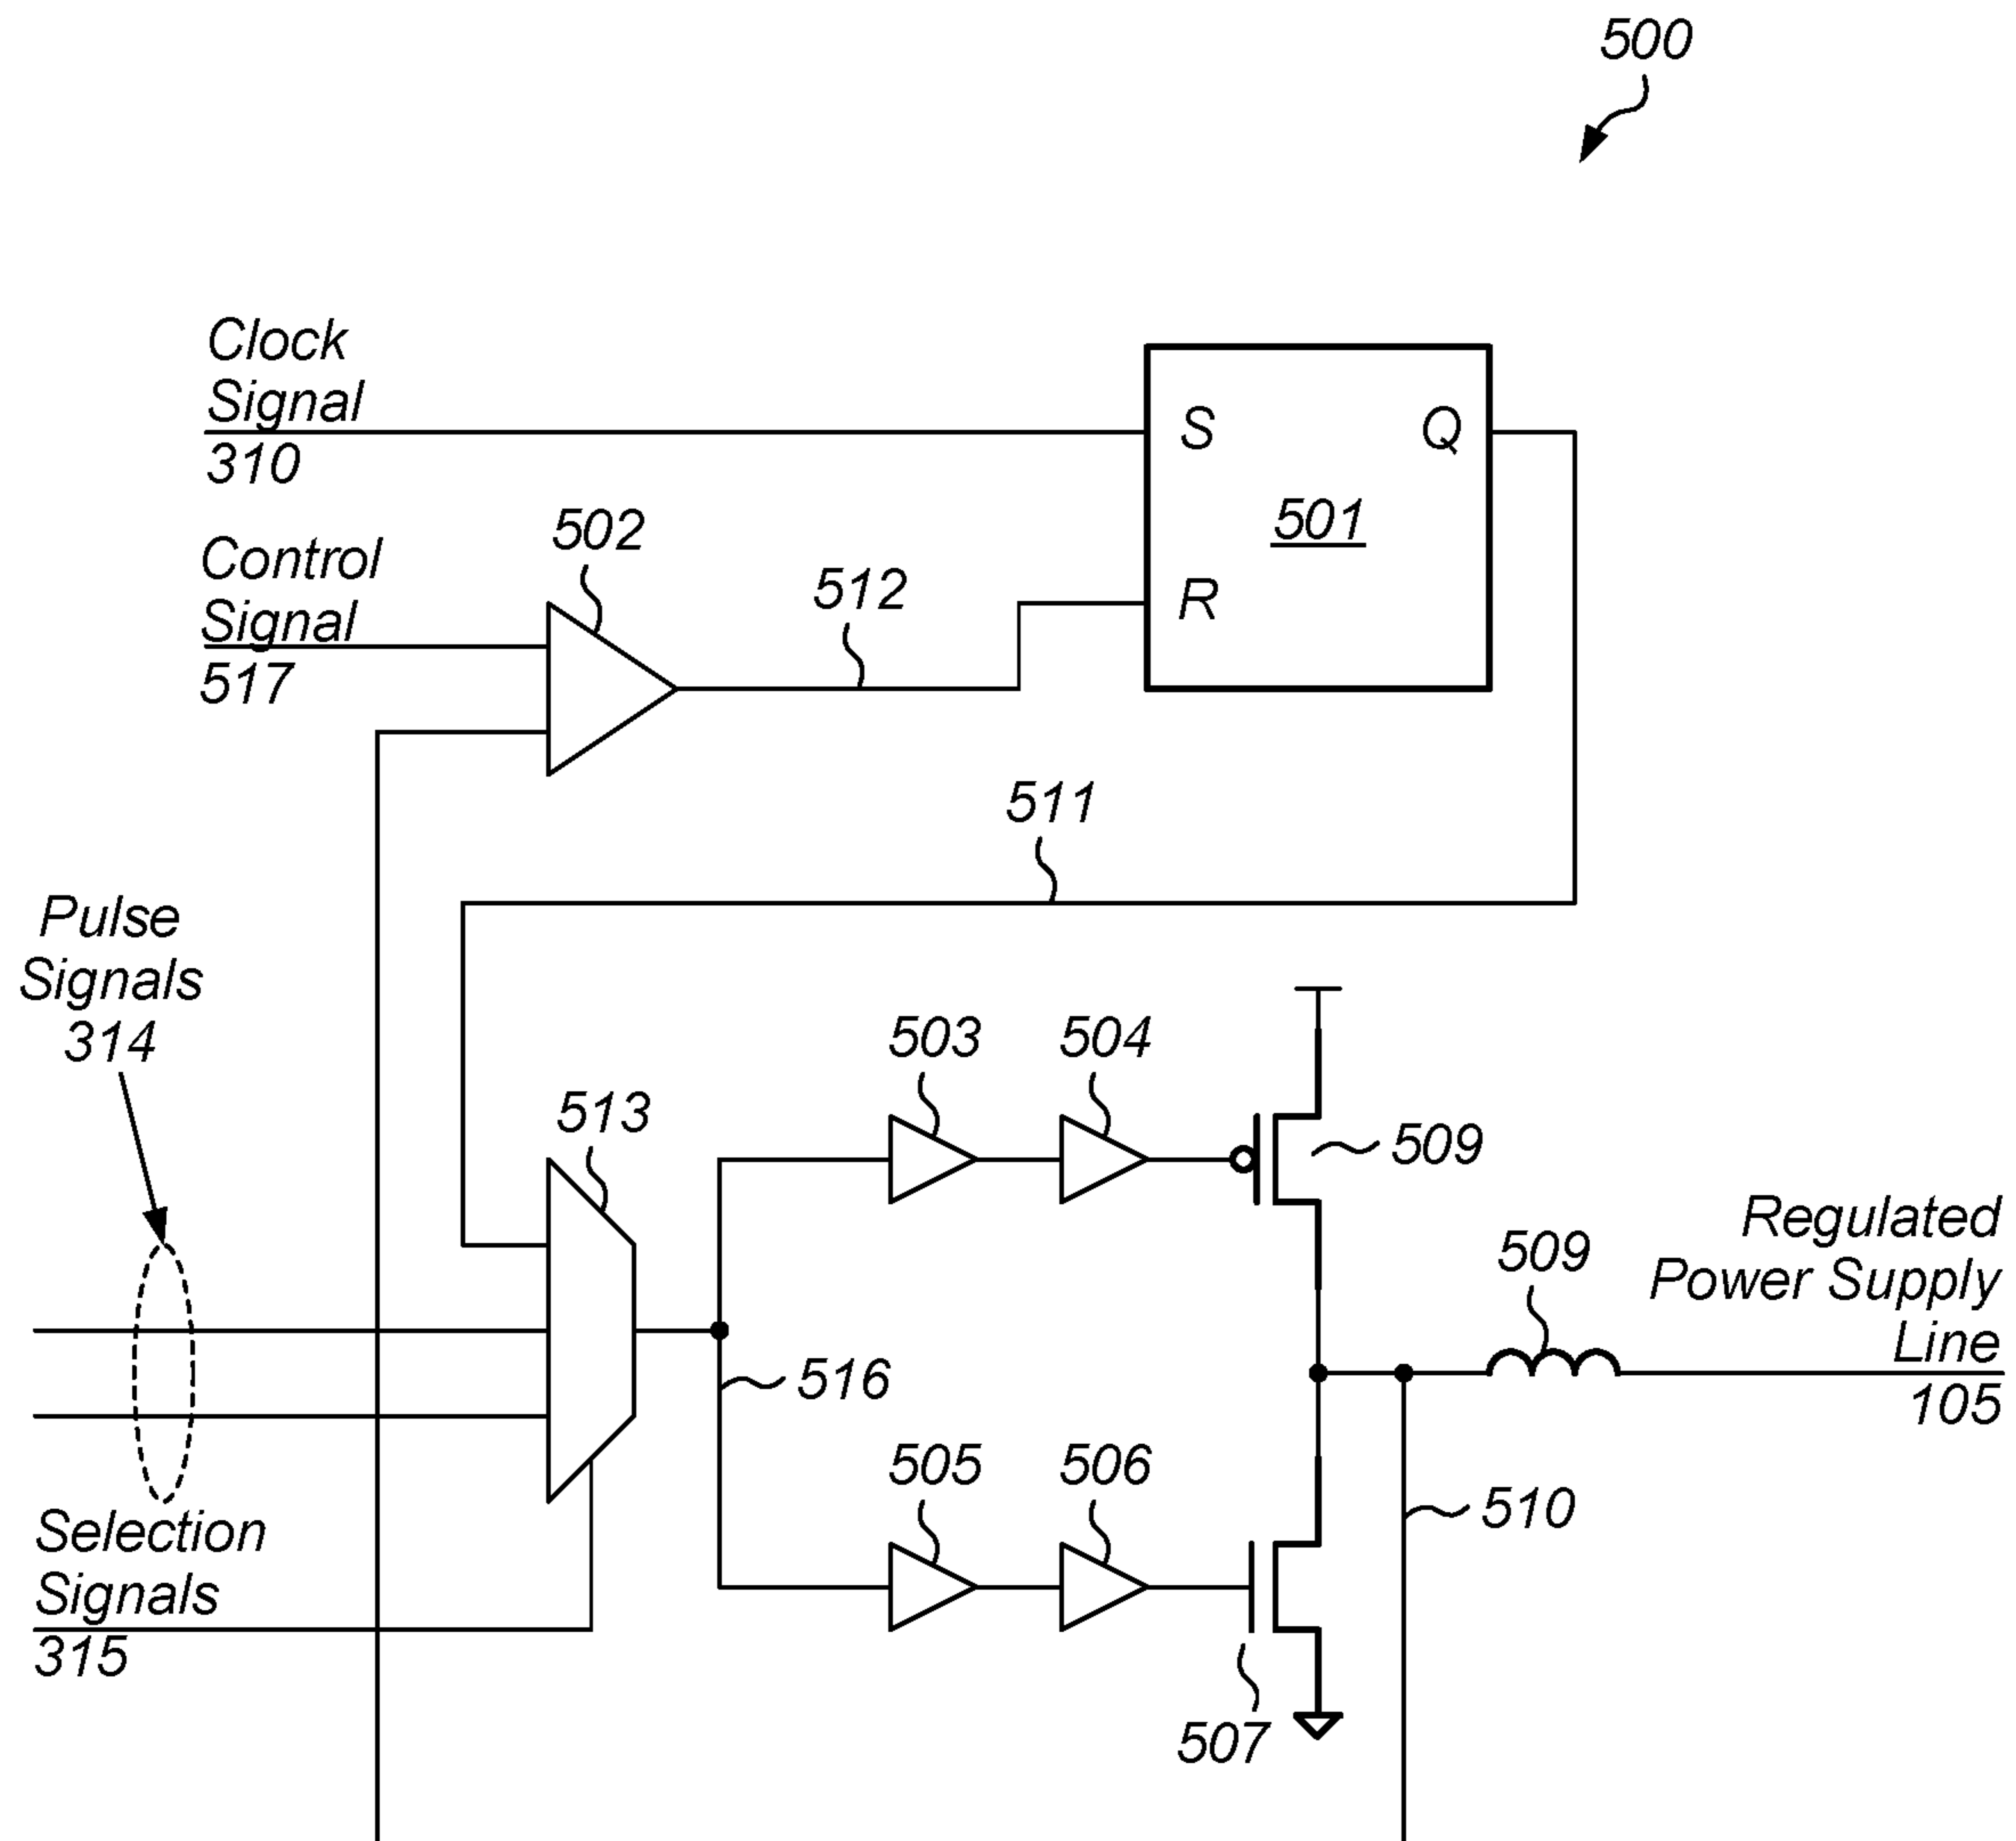 500
Clock
Signal
310
S
Q
501
R
Control
Signal
517
502
512
511
Pulse
Signals
314
503
504
513
509
Regulated
Power Supply
Line
105
509
516
505
506
510
Selection
Signals
315
507